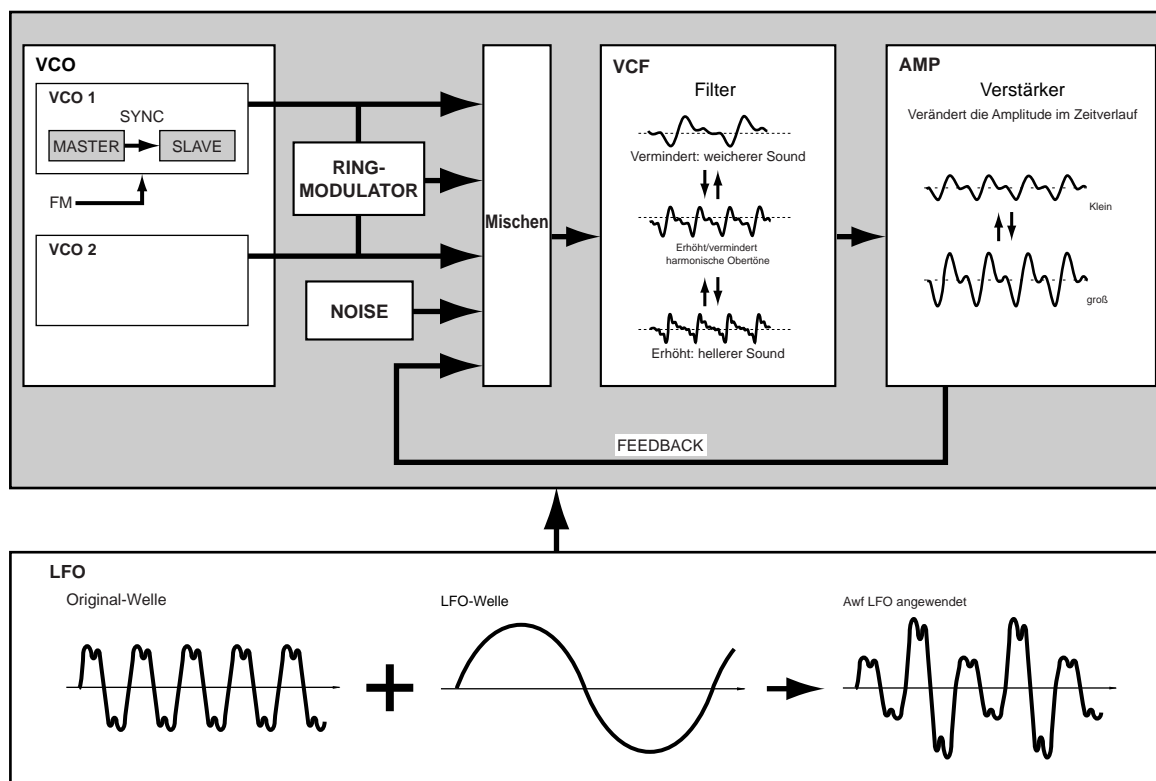 VCO
VCO 1
SYNC
MASTER
SLAVE
FM
VCO 2
RING-
MODULATOR
NOISE
Mischen
VCF
Filter
Vermindert: weicherer Sound
Erhöht/vermindert
harmonische Obertöne
Erhöht: hellerer Sound
AMP
Verstärker
Verändert die Amplitude im Zeitverlauf
Klein
groß
FEEDBACK
LFO
Original-Welle
LFO-Welle
Awf LFO angewendet